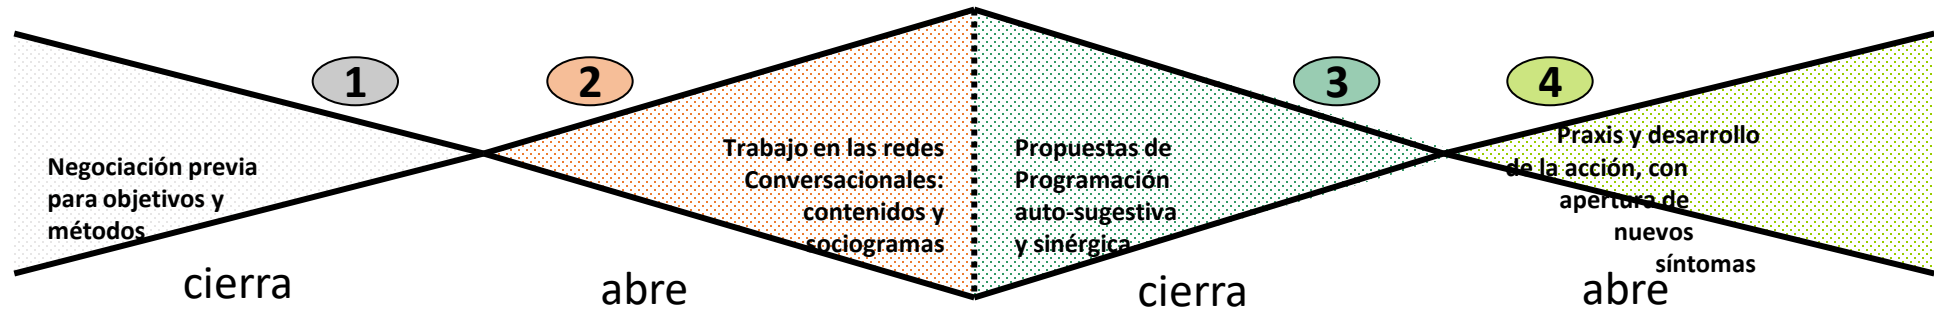 1
2
3
4
Negociación previa
para objetivos y
métodos
Trabajo en las redes
Conversacionales:
contenidos y
sociogramas
Propuestas de
Programación
auto-sugestiva
y sinérgica
Praxis y desarrollo
de la acción, con
apertura de
nuevos
síntomas
cierra
abre
cierra
abre